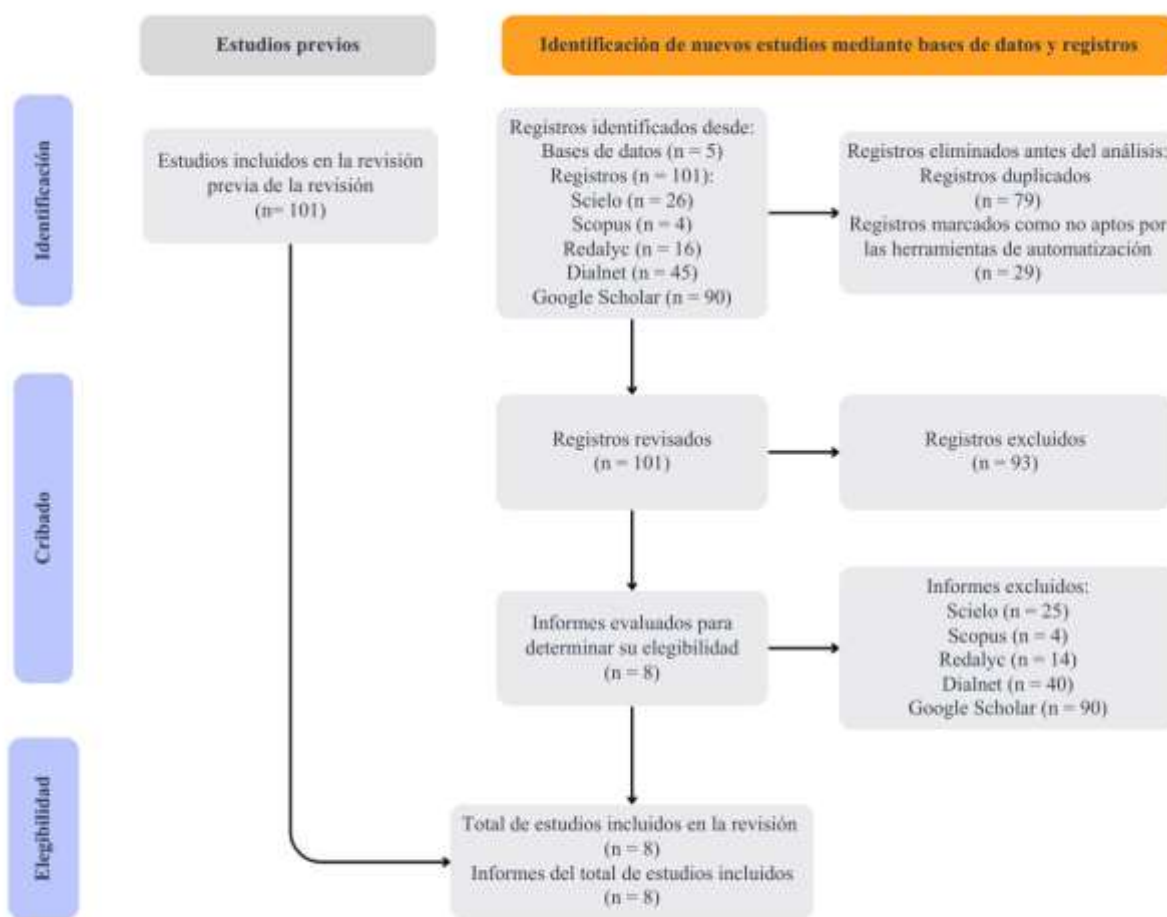 Estudios previos
Identificación de nuevos estudios mediante bases de datos y registros
Identificación
Estudios incluidos en la revisión
previa de la revisión
(n= 101)
Registros identificados desde:
Bases de datos (n = 5)
Registros (n = 101):
Scielo (n = 26)
Scopus (n = 4)
Redalyc (n = 16)
Dialnet (n = 45)
Google Scholar (n = 90)
Registros eliminados antes del análisis:
Registros duplicados
(n = 79)
Registros marcados como no aptos por
las herramientas de automatización
(n = 29)
Cribado
Registros revisados
(n = 101)
Registros excluidos
(n = 93)
Informes evaluados para
determinar su elegibilidad
(n = 8)
Informes excluidos:
Scielo (n = 25)
Scopus (n = 4)
Redalyc (n = 14)
Dialnet (n = 40)
Google Scholar (n = 90)
Elegibilidad
Total de estudios incluidos en la revisión
(n = 8)
Informes del total de estudios incluidos
(n = 8)